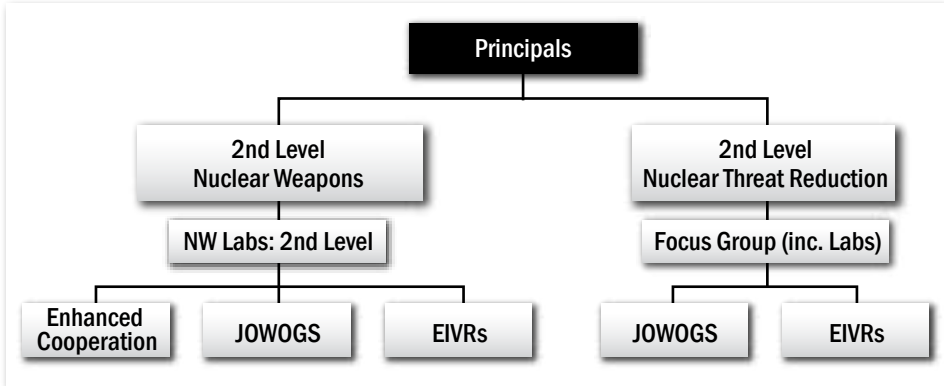 Principals
2nd Level
Nuclear Weapons
2nd Level
Nuclear Threat Reduction
NW Labs: 2nd Level
Focus Group (inc. Labs)
Enhanced
Cooperation
JOWOGS
EIVRs
JOWOGS
EIVRs